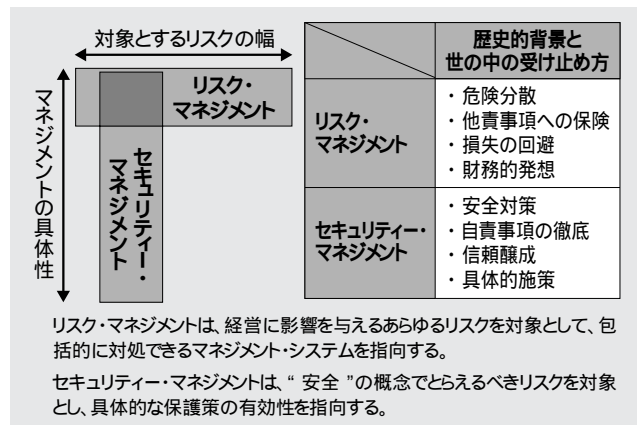 対象とするリスクの幅
マネジメントの具体性
リスク・
マネジメント
セキュリティー・
マネジメント
歴史的背景と
世の中の受け止め方
リスク・
マネジメント
・危険分散
・他責事項への保険
・損失の回避
・財務的発想
セキュリティー・
マネジメント
・安全対策
・自責事項の徹底
・信頼醸成
・具体的施策
リスク・マネジメントは、経営に影響を与えるあらゆるリスクを対象として、包
括的に対処できるマネジメント・システムを指向する。
セキュリティー・マネジメントは、“安全”の概念でとらえるべきリスクを対象
とし、具体的な保護策の有効性を指向する。